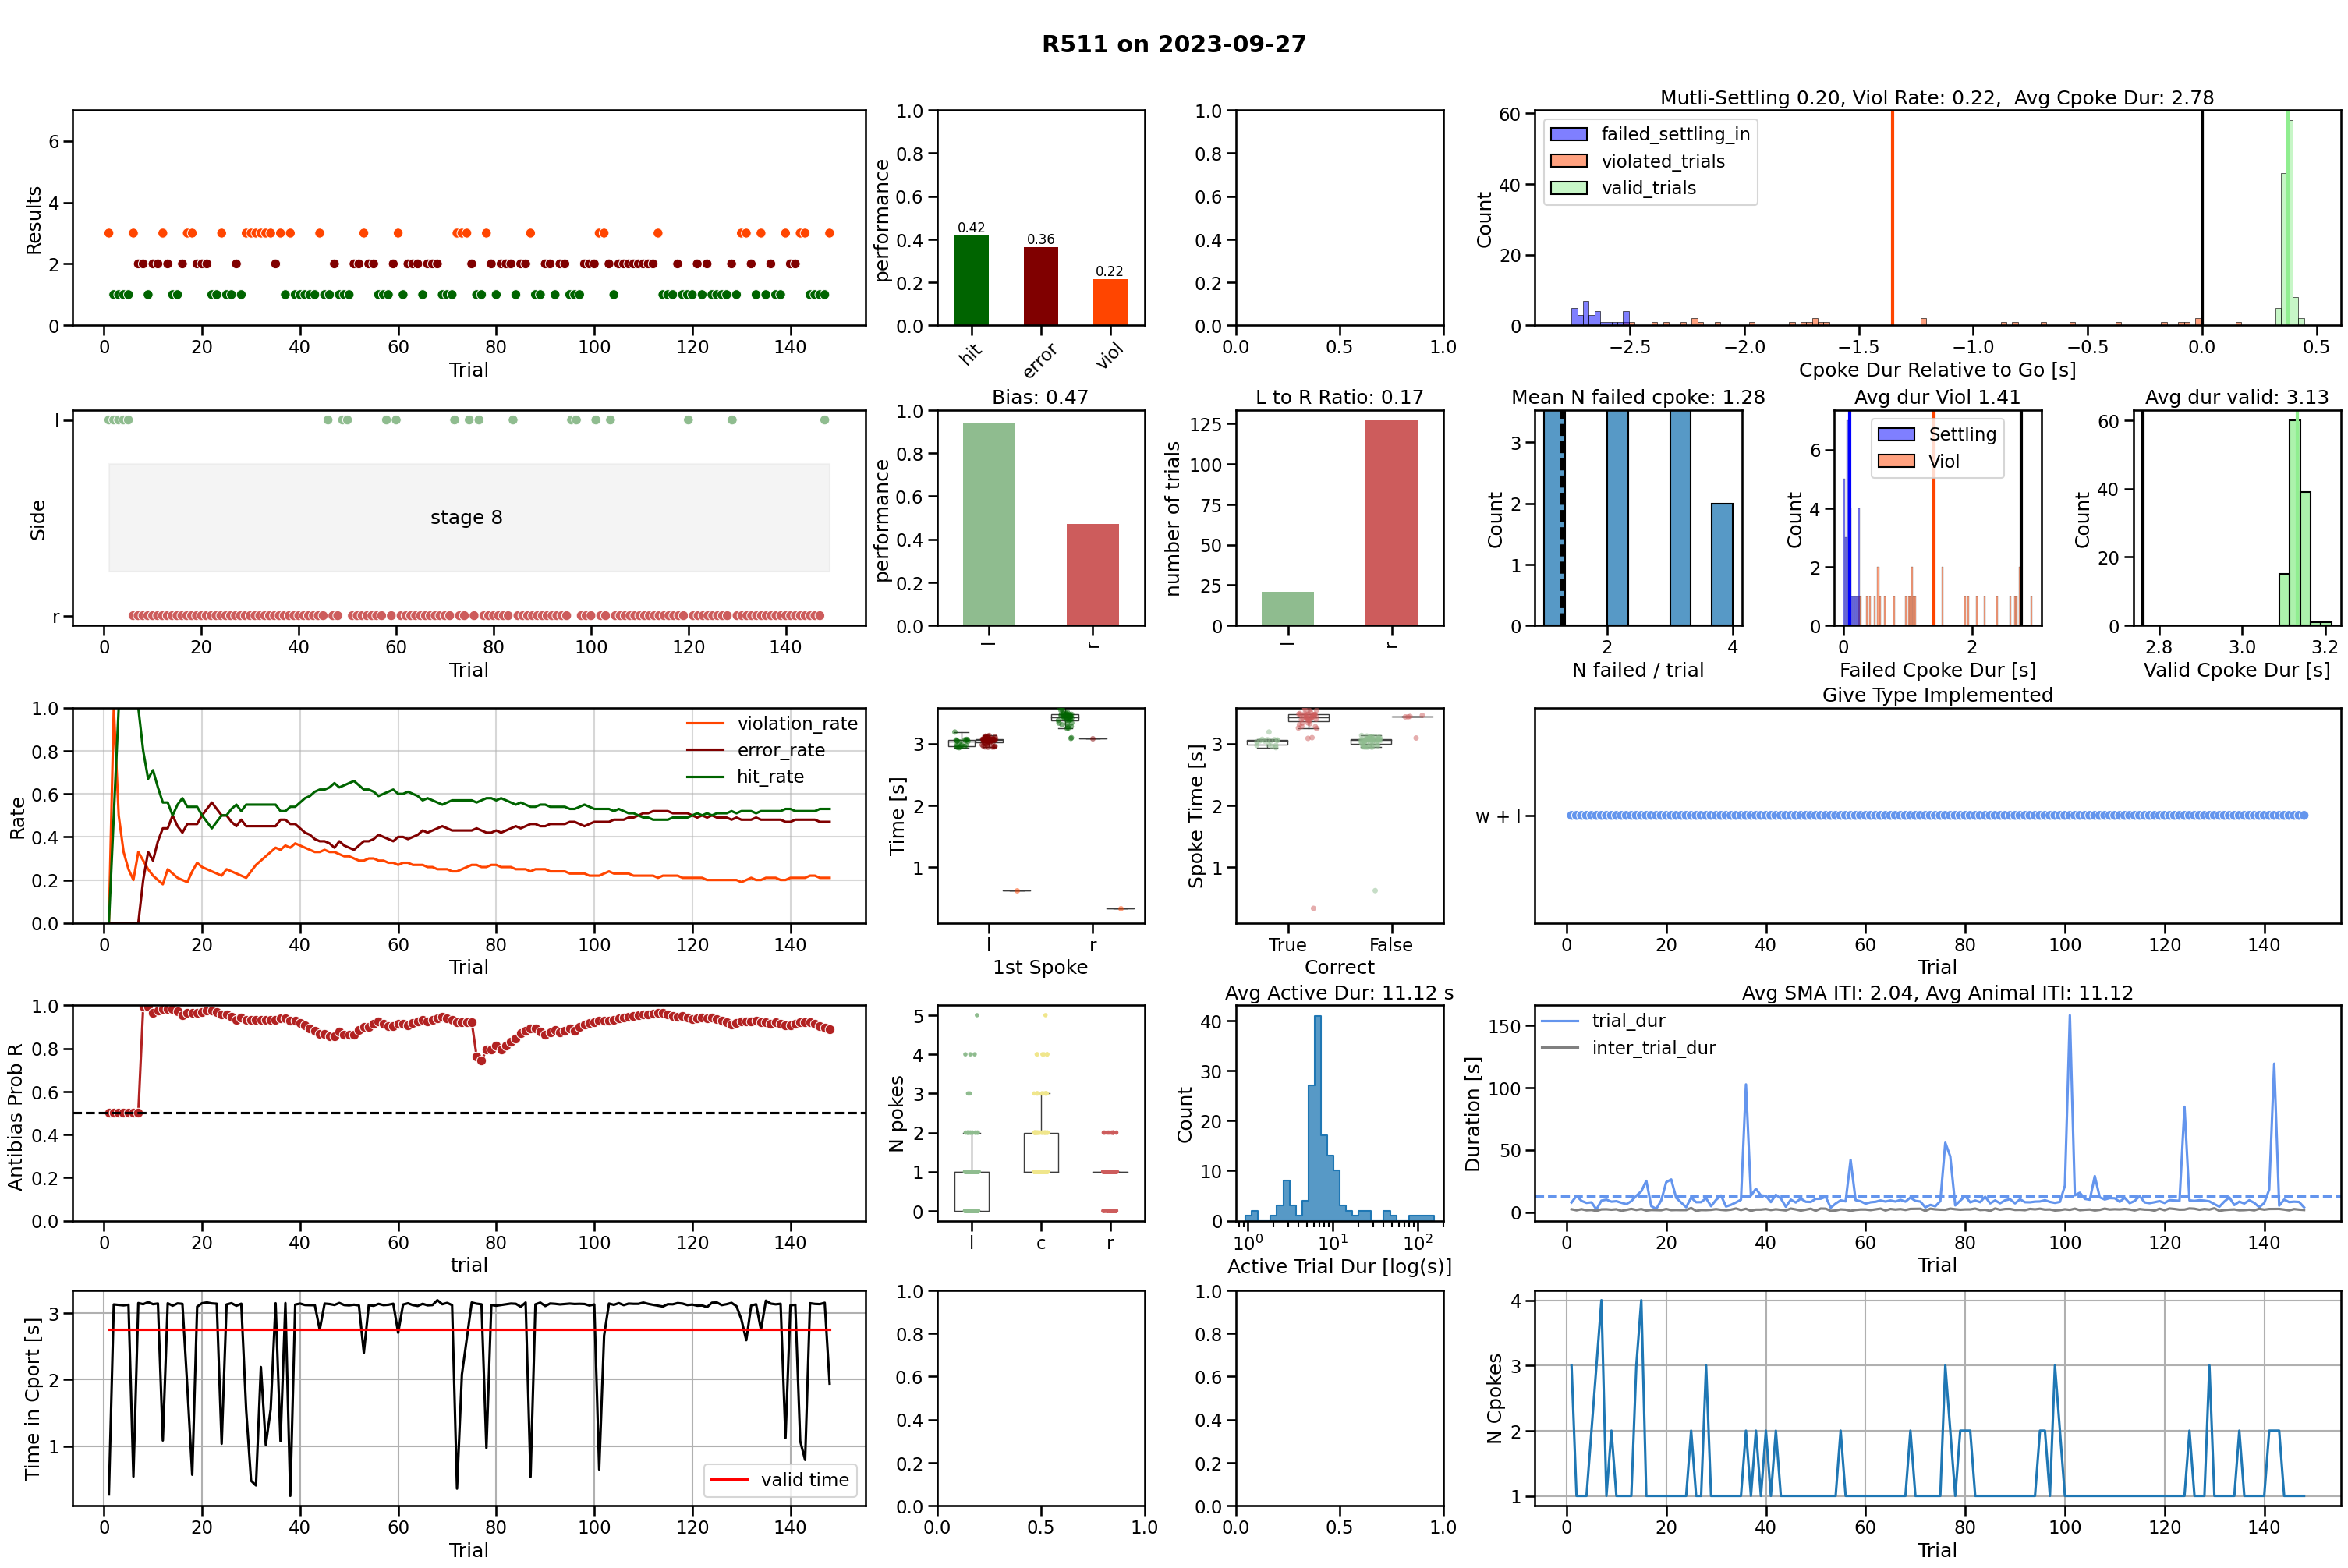 R511 on 2023-09-27
Results
0
2
4
6
0 20 40 60 80 100 120 140
Trial
performance
0.0
0.2
0.4
0.6
0.8
1.0
0.42
0.36
0.22
hit error viol
0.0
0.2
0.4
0.6
0.8
1.0
0.0 0.5 1.0
Mutli-Settling 0.20, Viol Rate: 0.22,  Avg Cpoke Dur: 2.78
failed_settling_in
violated_trials
valid_trials
Count
0
20
40
60
−2.5 −2.0 −1.5 −1.0 −0.5 0.0 0.5
Cpoke Dur Relative to Go [s]
Side
l
r
stage 8
0 20 40 60 80 100 120 140
Trial
Bias: 0.47
performance
0.0
0.2
0.4
0.6
0.8
1.0
l r
L to R Ratio: 0.17
number of trials
0
25
50
75
100
125
l r
Mean N failed cpoke: 1.28
Count
0
1
2
3
2 4
N failed / trial
Avg dur Viol 1.41
Settling
Viol
Count
0
2
4
6
0 2
Failed Cpoke Dur [s]
Avg dur valid: 3.13
Count
0
20
40
60
2.8 3.0 3.2
Valid Cpoke Dur [s]
Rate
0.0
0.2
0.4
0.6
0.8
1.0
violation_rate
error_rate
hit_rate
0 20 40 60 80 100 120 140
Trial
Time [s]
1
2
3
l r
1st Spoke
Spoke Time [s]
1
2
3
True False
Correct
Give Type Implemented
w + l
0 20 40 60 80 100 120 140
Trial
Antibias Prob R
0.0
0.2
0.4
0.6
0.8
1.0
0 20 40 60 80 100 120 140
trial
N pokes
0
1
2
3
4
5
l c r
Avg Active Dur: 11.12 s
Count
0
10
20
30
40
10⁰ 10¹ 10²
Active Trial Dur [log(s)]
Avg SMA ITI: 2.04, Avg Animal ITI: 11.12
trial_dur
inter_trial_dur
Duration [s]
0
50
100
150
0 20 40 60 80 100 120 140
Trial
Time in Cport [s]
1
2
3
valid time
0 20 40 60 80 100 120 140
Trial
0.0
0.2
0.4
0.6
0.8
1.0
0.0 0.5 1.0
0.0
0.2
0.4
0.6
0.8
1.0
0.0 0.5 1.0
N Cpokes
1
2
3
4
0 20 40 60 80 100 120 140
Trial